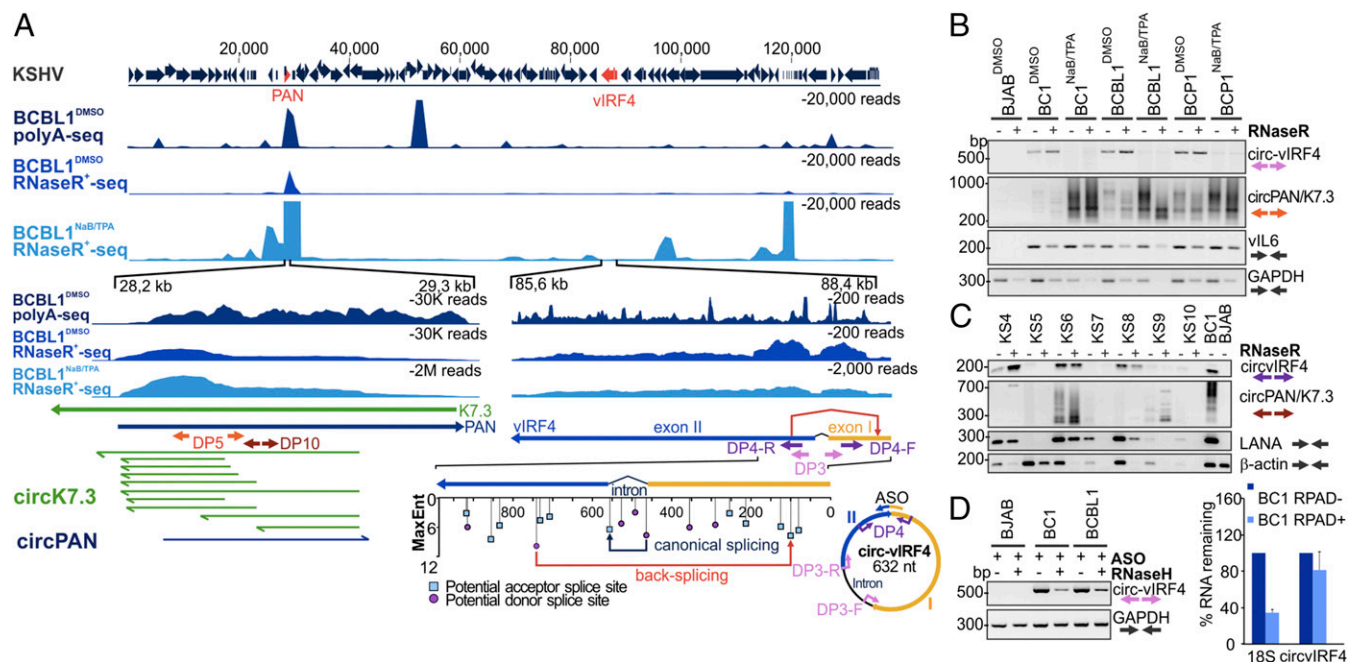 A
20,000 40,000 60,000 80,000 100,000 120,000
KSHV
PAN
vIRF4
-20,000 reads
BCBL1DMSO
polyA-seq
-20,000 reads
BCBL1DMSO
RNaseR+-seq
-20,000 reads
BCBL1NaB/TPA
RNaseR+-seq
28,2 kb 29,3 kb
85,6 kb 88,4 kb
BCBL1DMSO
polyA-seq
-30K reads
-200 reads
BCBL1DMSO
RNaseR+-seq
-30K reads
-200 reads
BCBL1NaB/TPA
RNaseR+-seq
-2M reads
-2,000 reads
K7.3
PAN
DP5 DP10
circK7.3
circPAN
vIRF4 exon II exon I
DP4-R DP4-F
DP3
intron
MaxEnt
0
6
12
800 600 400 200 0
canonical splicing
back-splicing
Potential acceptor splice site
Potential donor splice site
ASO
II
DP4
circ-vIRF4
632 nt
DP3-R
Intron
DP3-F
I
B
BJABDMSO
BC1DMSO
BC1NaB/TPA
BCBL1DMSO
BCBL1NaB/TPA
BCP1DMSO
BCP1NaB/TPA
- + - + - + - + - + - + - + RNaseR
bp
500
circ-vIRF4
1000
200
circPAN/K7.3
200
vIL6
300
GAPDH
C
KS4 KS5 KS6 KS7 KS8 KS9 KS10 BC1 BJAB
- + - + - + - + - + - + - + RNaseR
200
circvIRF4
700
300
circPAN/K7.3
300
LANA
200
β-actin
D
BJAB BC1 BCBL1
+ + + + + + ASO
bp - + - + - + RNaseH
500
circ-vIRF4
300
GAPDH
% RNA remaining
160
120
80
40
0
BC1 RPAD-
BC1 RPAD+
18S circvIRF4